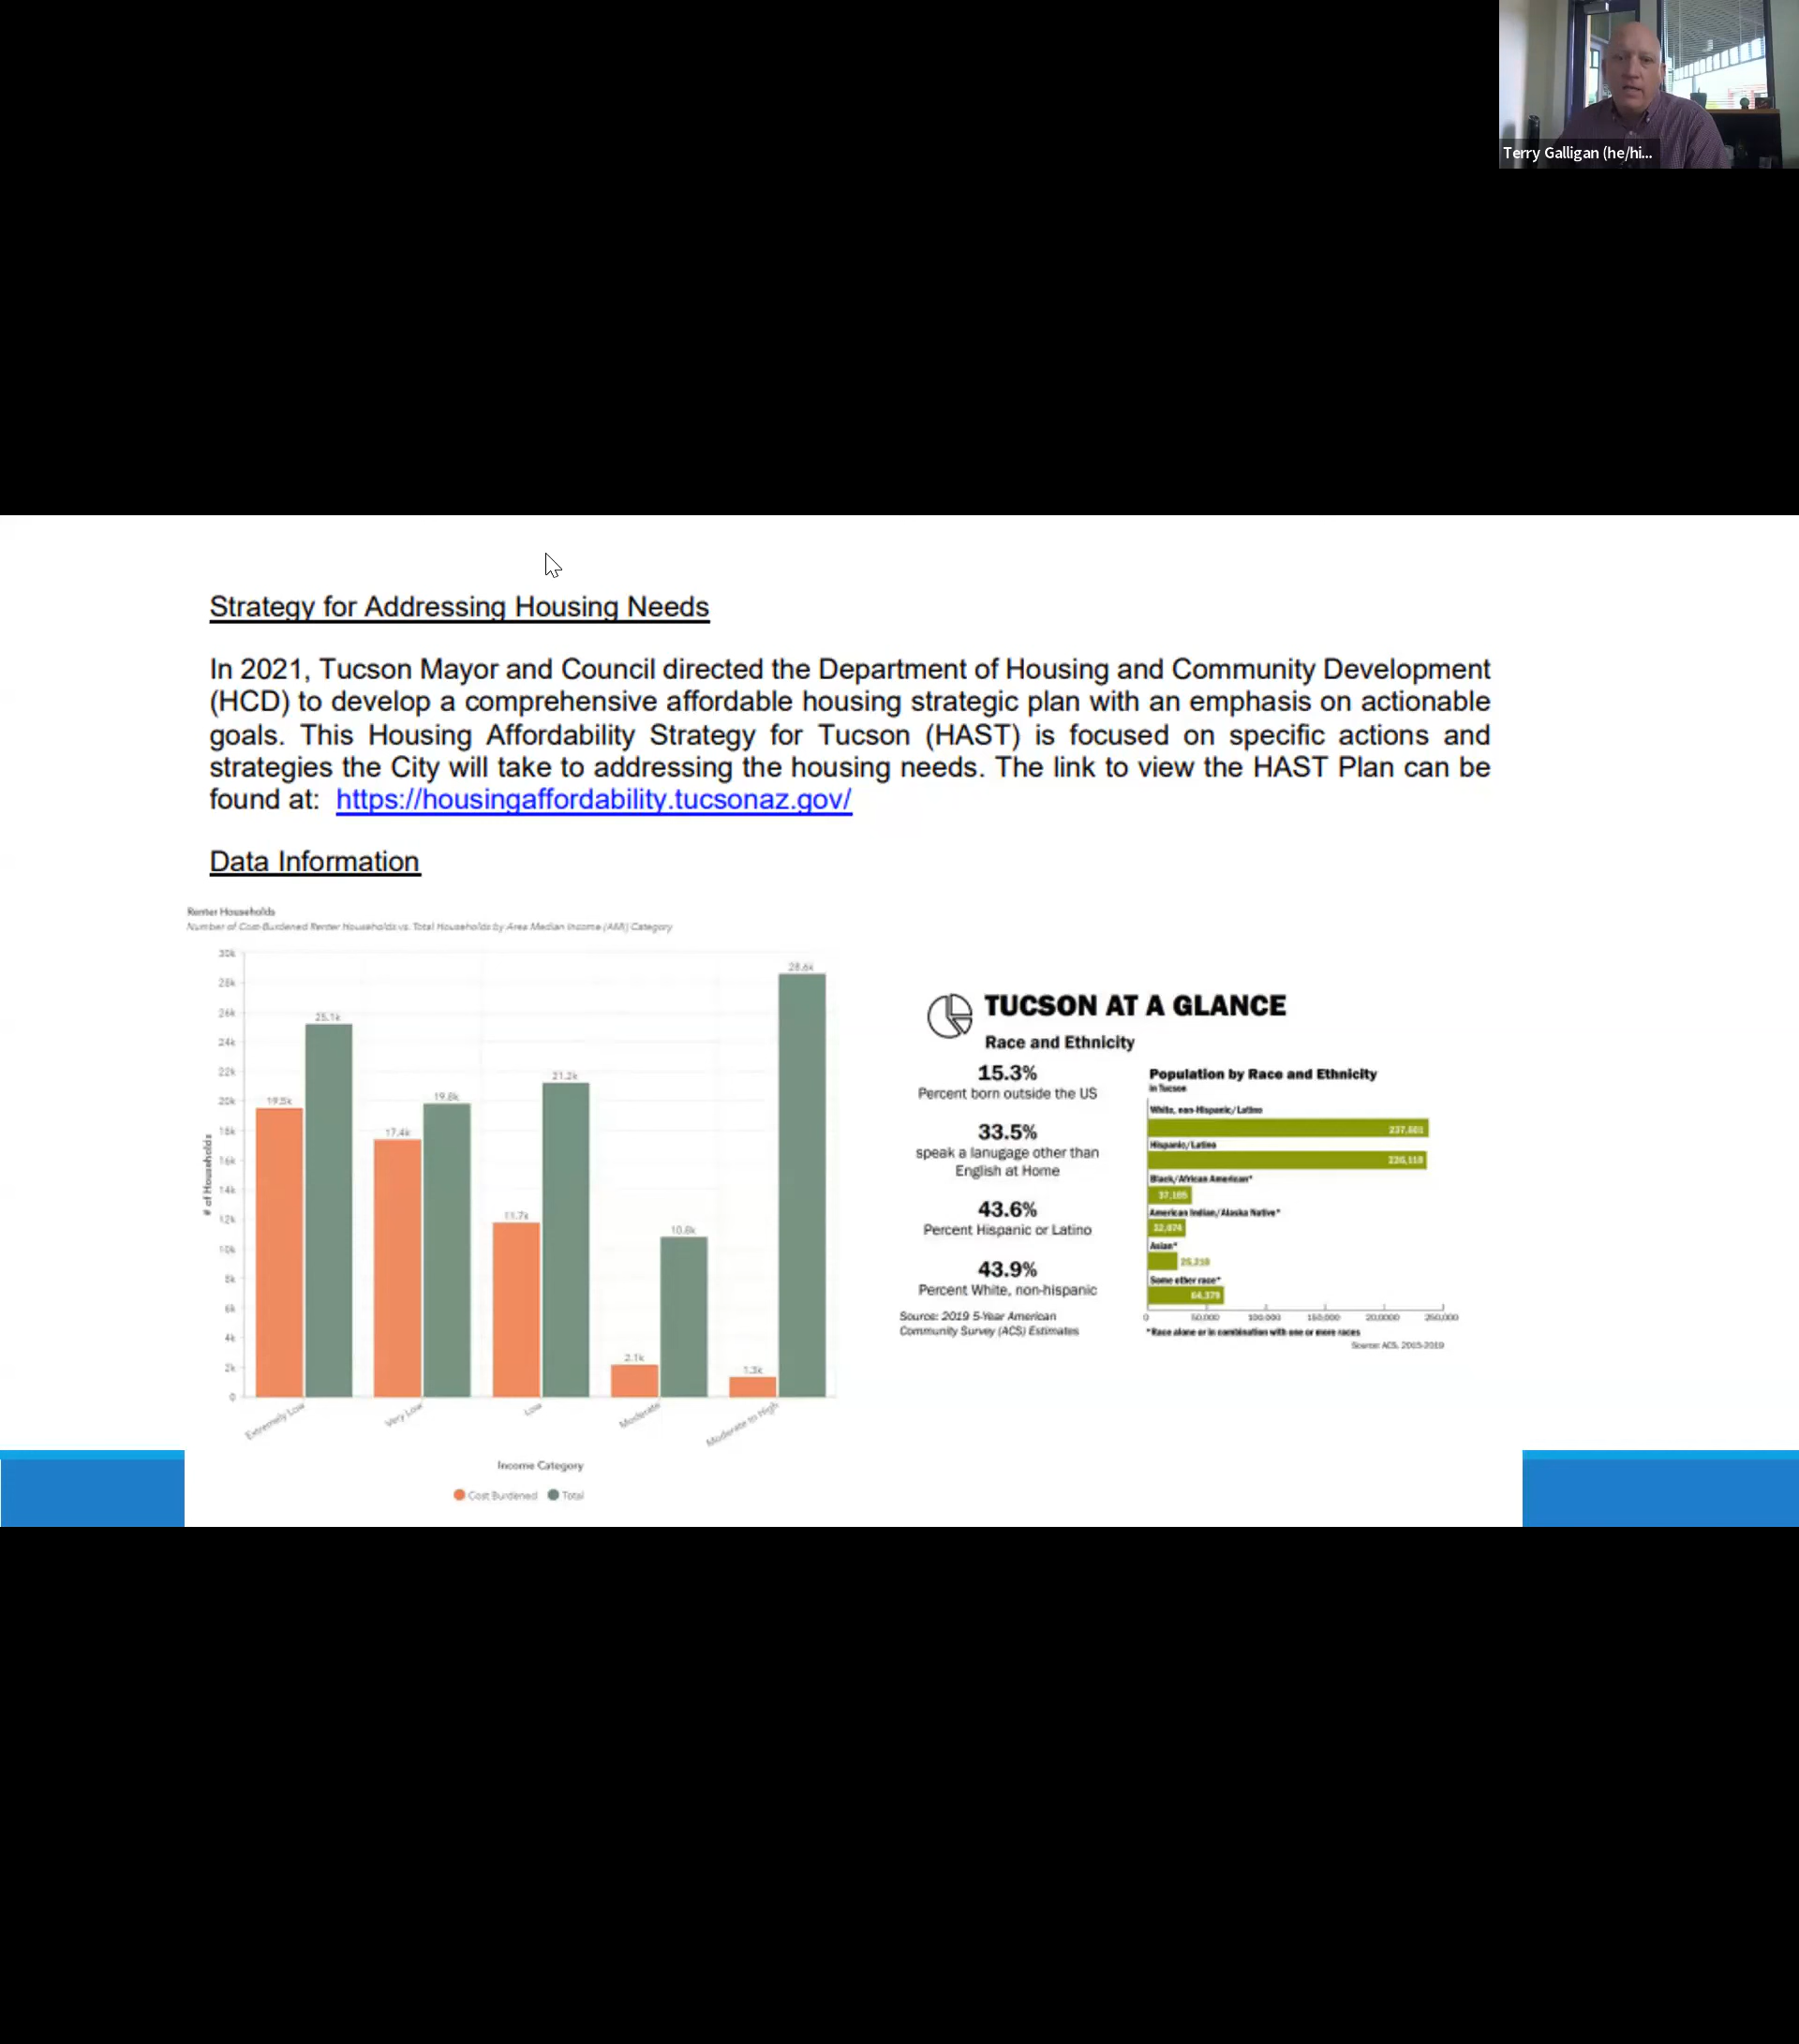 Terry Galligan (he/hi...
Strategy for Addressing Housing Needs
In 2021, Tucson Mayor and Council directed the Department of Housing and Community Development
(HCD) to develop a comprehensive affordable housing strategic plan with an emphasis on actionable
goals. This Housing Affordability Strategy for Tucson (HAST) is focused on specific actions and
strategies the City will take to addressing the housing needs. The link to view the HAST Plan can be
found at: https://housingaffordability.tucsonaz.gov/
Data Information
Renter Households
Number of Cost-Burdened Renter Households vs. Total Households by Area Median Income (AMI) Category
# of Households
30k
28k
26k
24k
22k
20k
18k
16k
14k
12k
10k
8k
6k
4k
2k
0
19.5k
25.1k
17.4k
19.8k
11.7k
21.2k
2.1k
10.8k
1.3k
28.6k
Extremely Low
Very Low
Low
Moderate
Moderate to High
Income Category
Cost Burdened
Total
TUCSON AT A GLANCE
Race and Ethnicity
15.3%
Percent born outside the US
33.5%
speak a lanugage other than
English at Home
43.6%
Percent Hispanic or Latino
43.9%
Percent White, non-hispanic
Source: 2019 5-Year American
Community Survey (ACS) Estimates
Population by Race and Ethnicity
in Tucson
White, non-Hispanic/Latino
Hispanic/Latino
Black/African American*
American Indian/Alaska Native*
Asian*
Some other race*
64,379
0
50,000
100,000
150,000
20,0000
250,000
*Race alone or in combination with one or more races
Source: ACS, 2015-2019